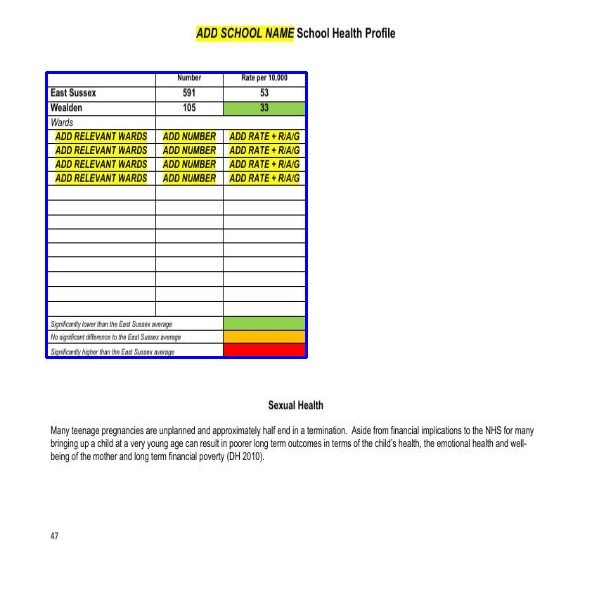 ADD SCHOOL NAME School Health Profile
Number Rate per 10,000
East Sussex 591 53
Wealden 105 33
Wards
ADD RELEVANT WARDS ADD NUMBER ADD RATE + R/A/G
ADD RELEVANT WARDS ADD NUMBER ADD RATE + R/A/G
ADD RELEVANT WARDS ADD NUMBER ADD RATE + R/A/G
ADD RELEVANT WARDS ADD NUMBER ADD RATE + R/A/G
Significantly lower than the East Sussex average
No significant difference to the East Sussex average
Significantly higher than the East Sussex average
Sexual Health
Many teenage pregnancies are unplanned and approximately half end in a termination. Aside from financial implications to the NHS for many
bringing up a child at a very young age can result in poorer long term outcomes in terms of the child's health, the emotional health and well-
being of the mother and long term financial poverty (DH 2010).
47